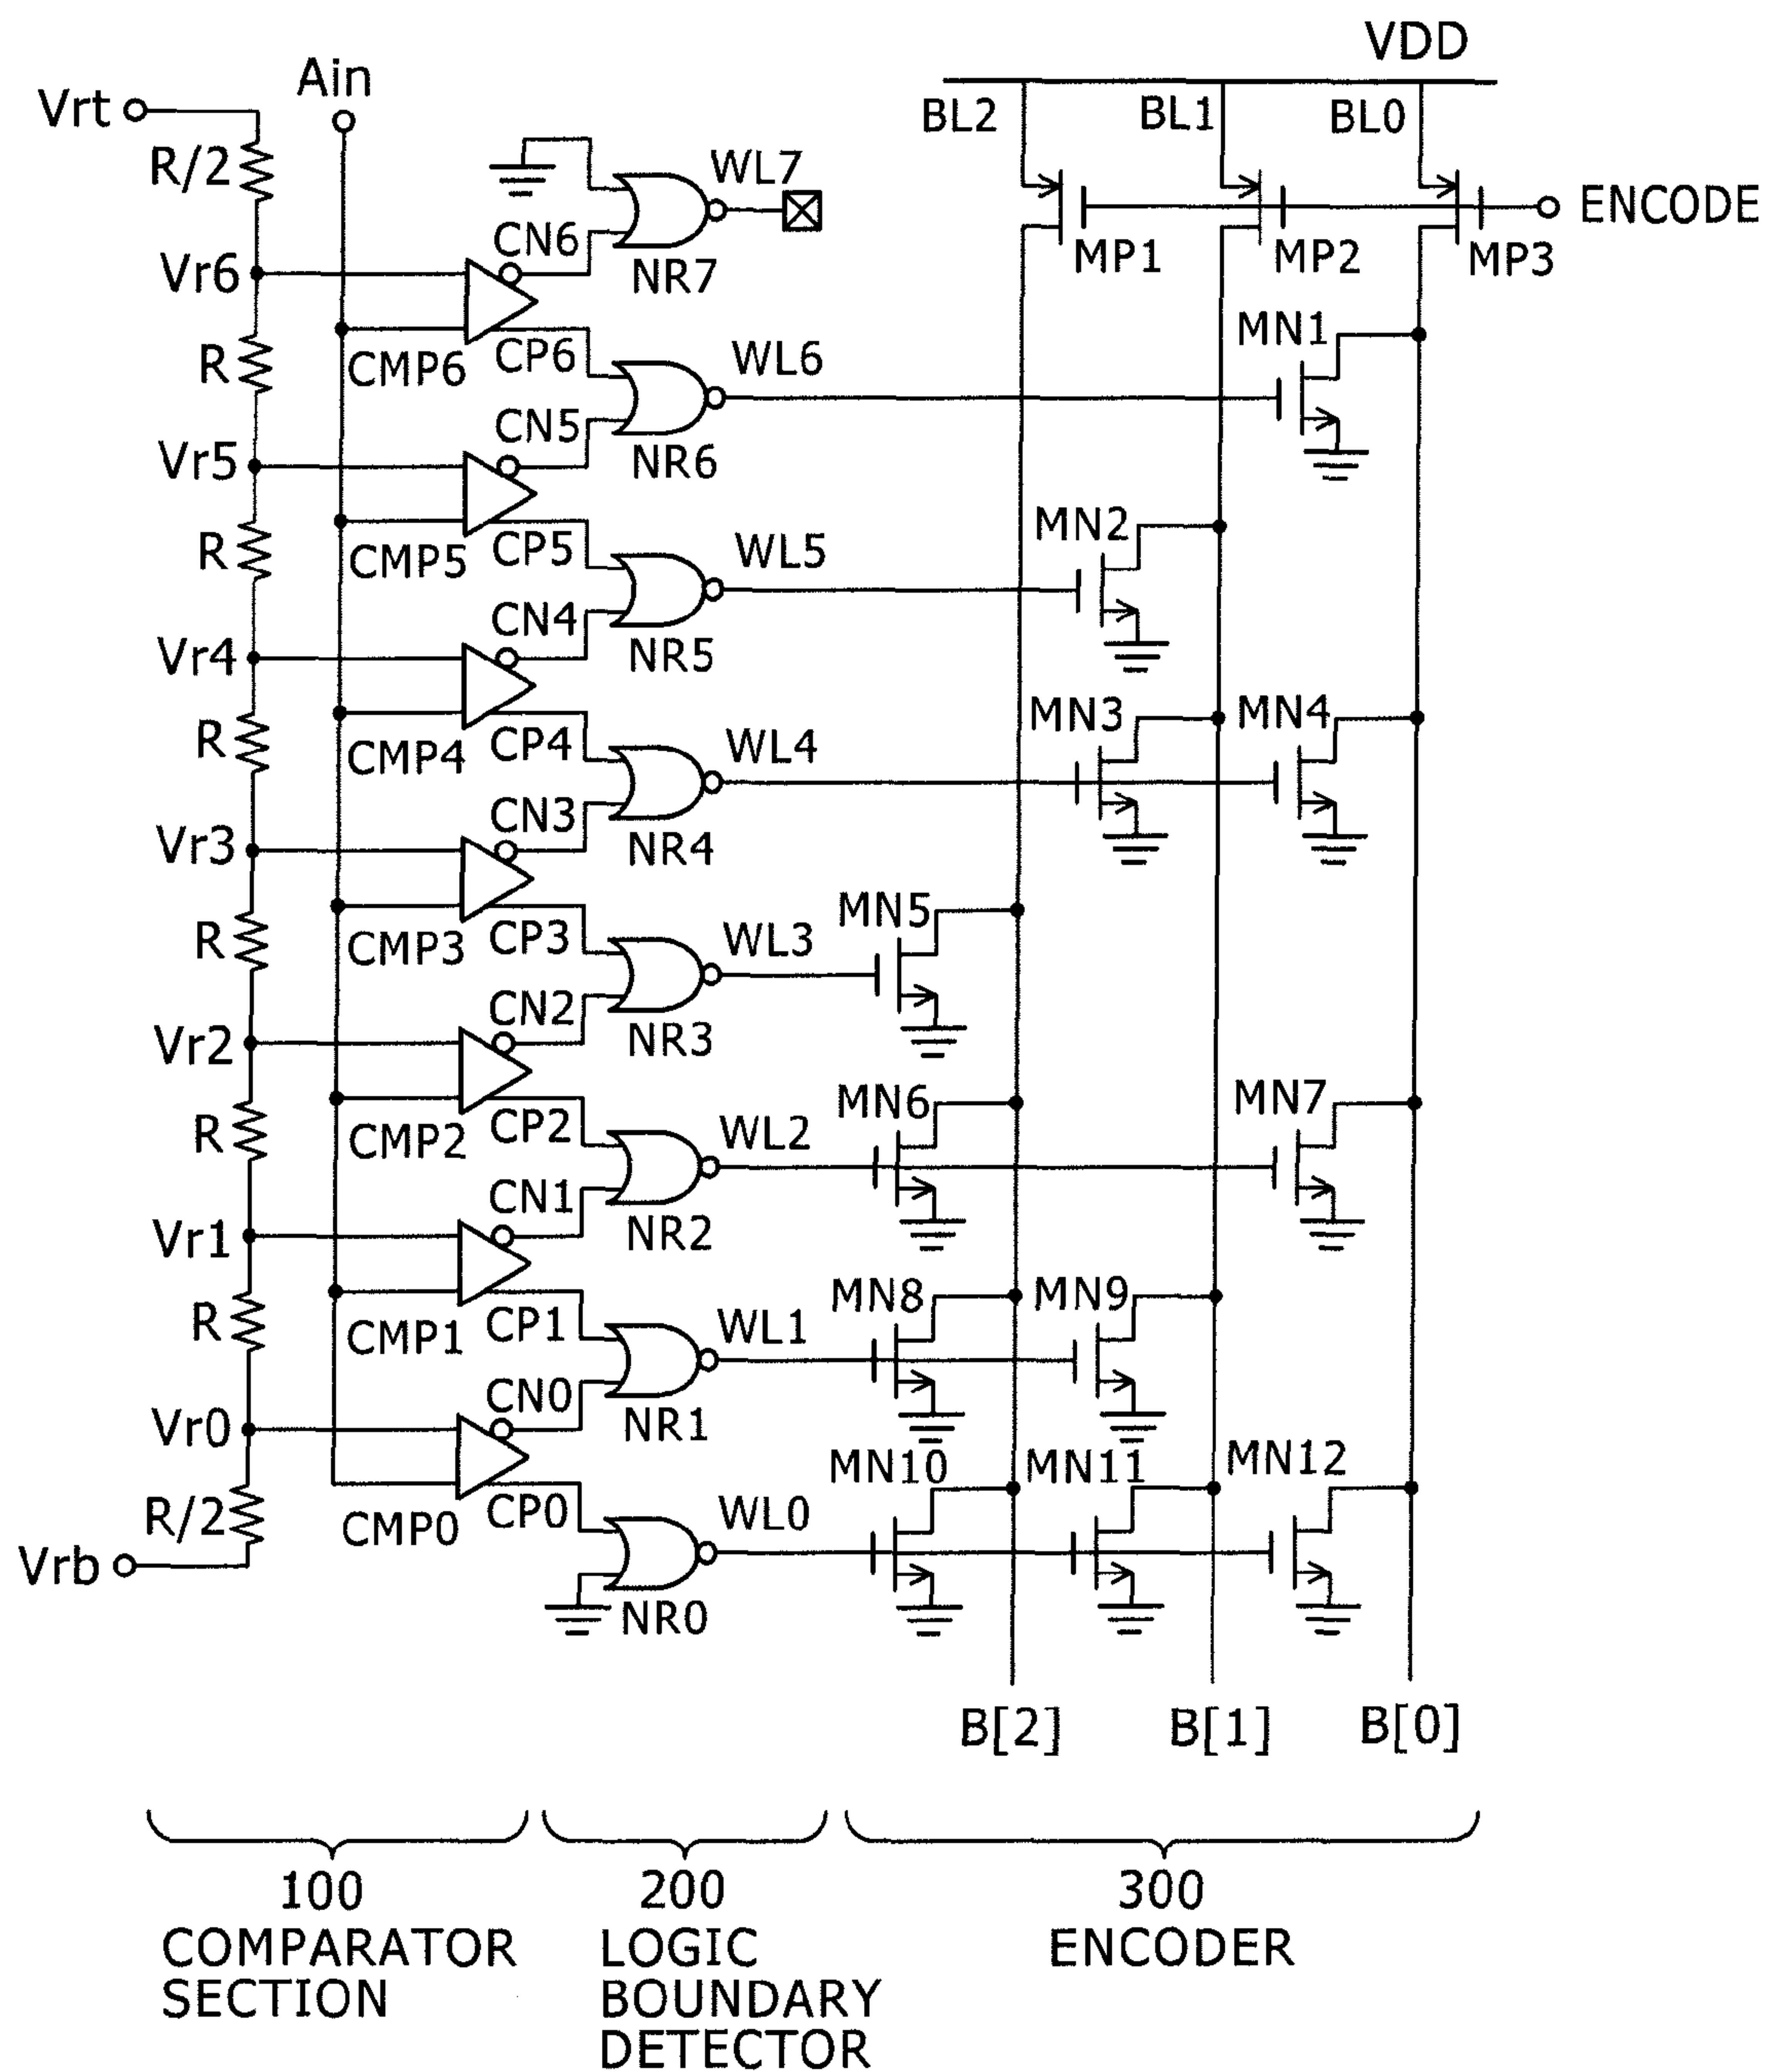 VDD
Ain
Vrt
BL2
BL1
BL0
R/2
WL7
ENCODE
CN6
MP1
MP2
MP3
Vr6
NR7
MN1
R
CMP6
CP6
WL6
CN5
Vr5
NR6
MN2
R
CMP5
CP5
WL5
CN4
Vr4
NR5
MN3
MN4
R
CMP4
CP4
WL4
CN3
Vr3
NR4
MN5
R
CMP3
CP3
WL3
CN2
Vr2
NR3
MN6
MN7
R
CMP2
CP2
WL2
CN1
Vr1
NR2
MN8
MN9
R
CMP1
CP1
WL1
CN0
Vr0
NR1
MN10
MN11
MN12
R/2
CMP0
CP0
WL0
Vrb
NR0
B[2]
B[1]
B[0]
100
COMPARATOR
SECTION
200
LOGIC
BOUNDARY
DETECTOR
300
ENCODER